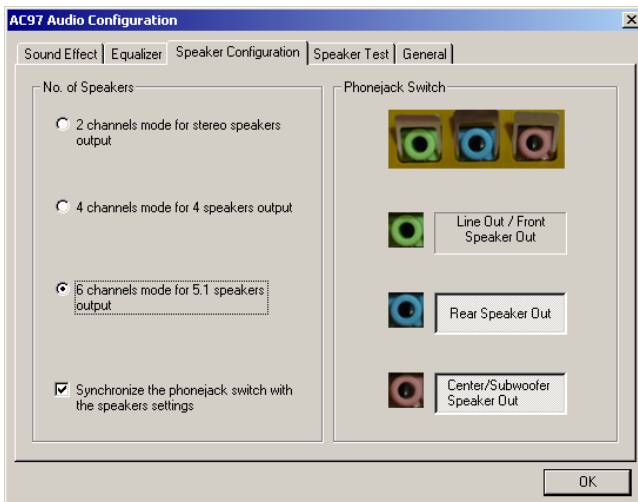 AC97 Audio Configuration
Sound Effect
Equalizer
Speaker Configuration
Speaker Test
General
No. of Speakers
2 channels mode for stereo speakers
output
4 channels mode for 4 speakers output
6 channels mode for 5.1 speakers
output
Synchronize the phonejack switch with
the speakers settings
Phonejack Switch
Line Out / Front
Speaker Out
Rear Speaker Out
Center/Subwoofer
Speaker Out
OK